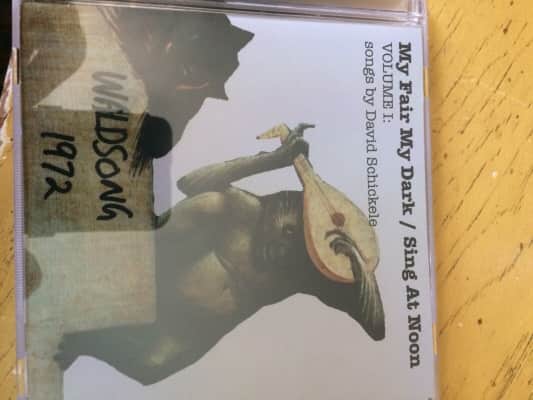 My Fair My Dark / Sing At Noon
VOLUME I:
songs by David Schickele
WALDSONG
1972